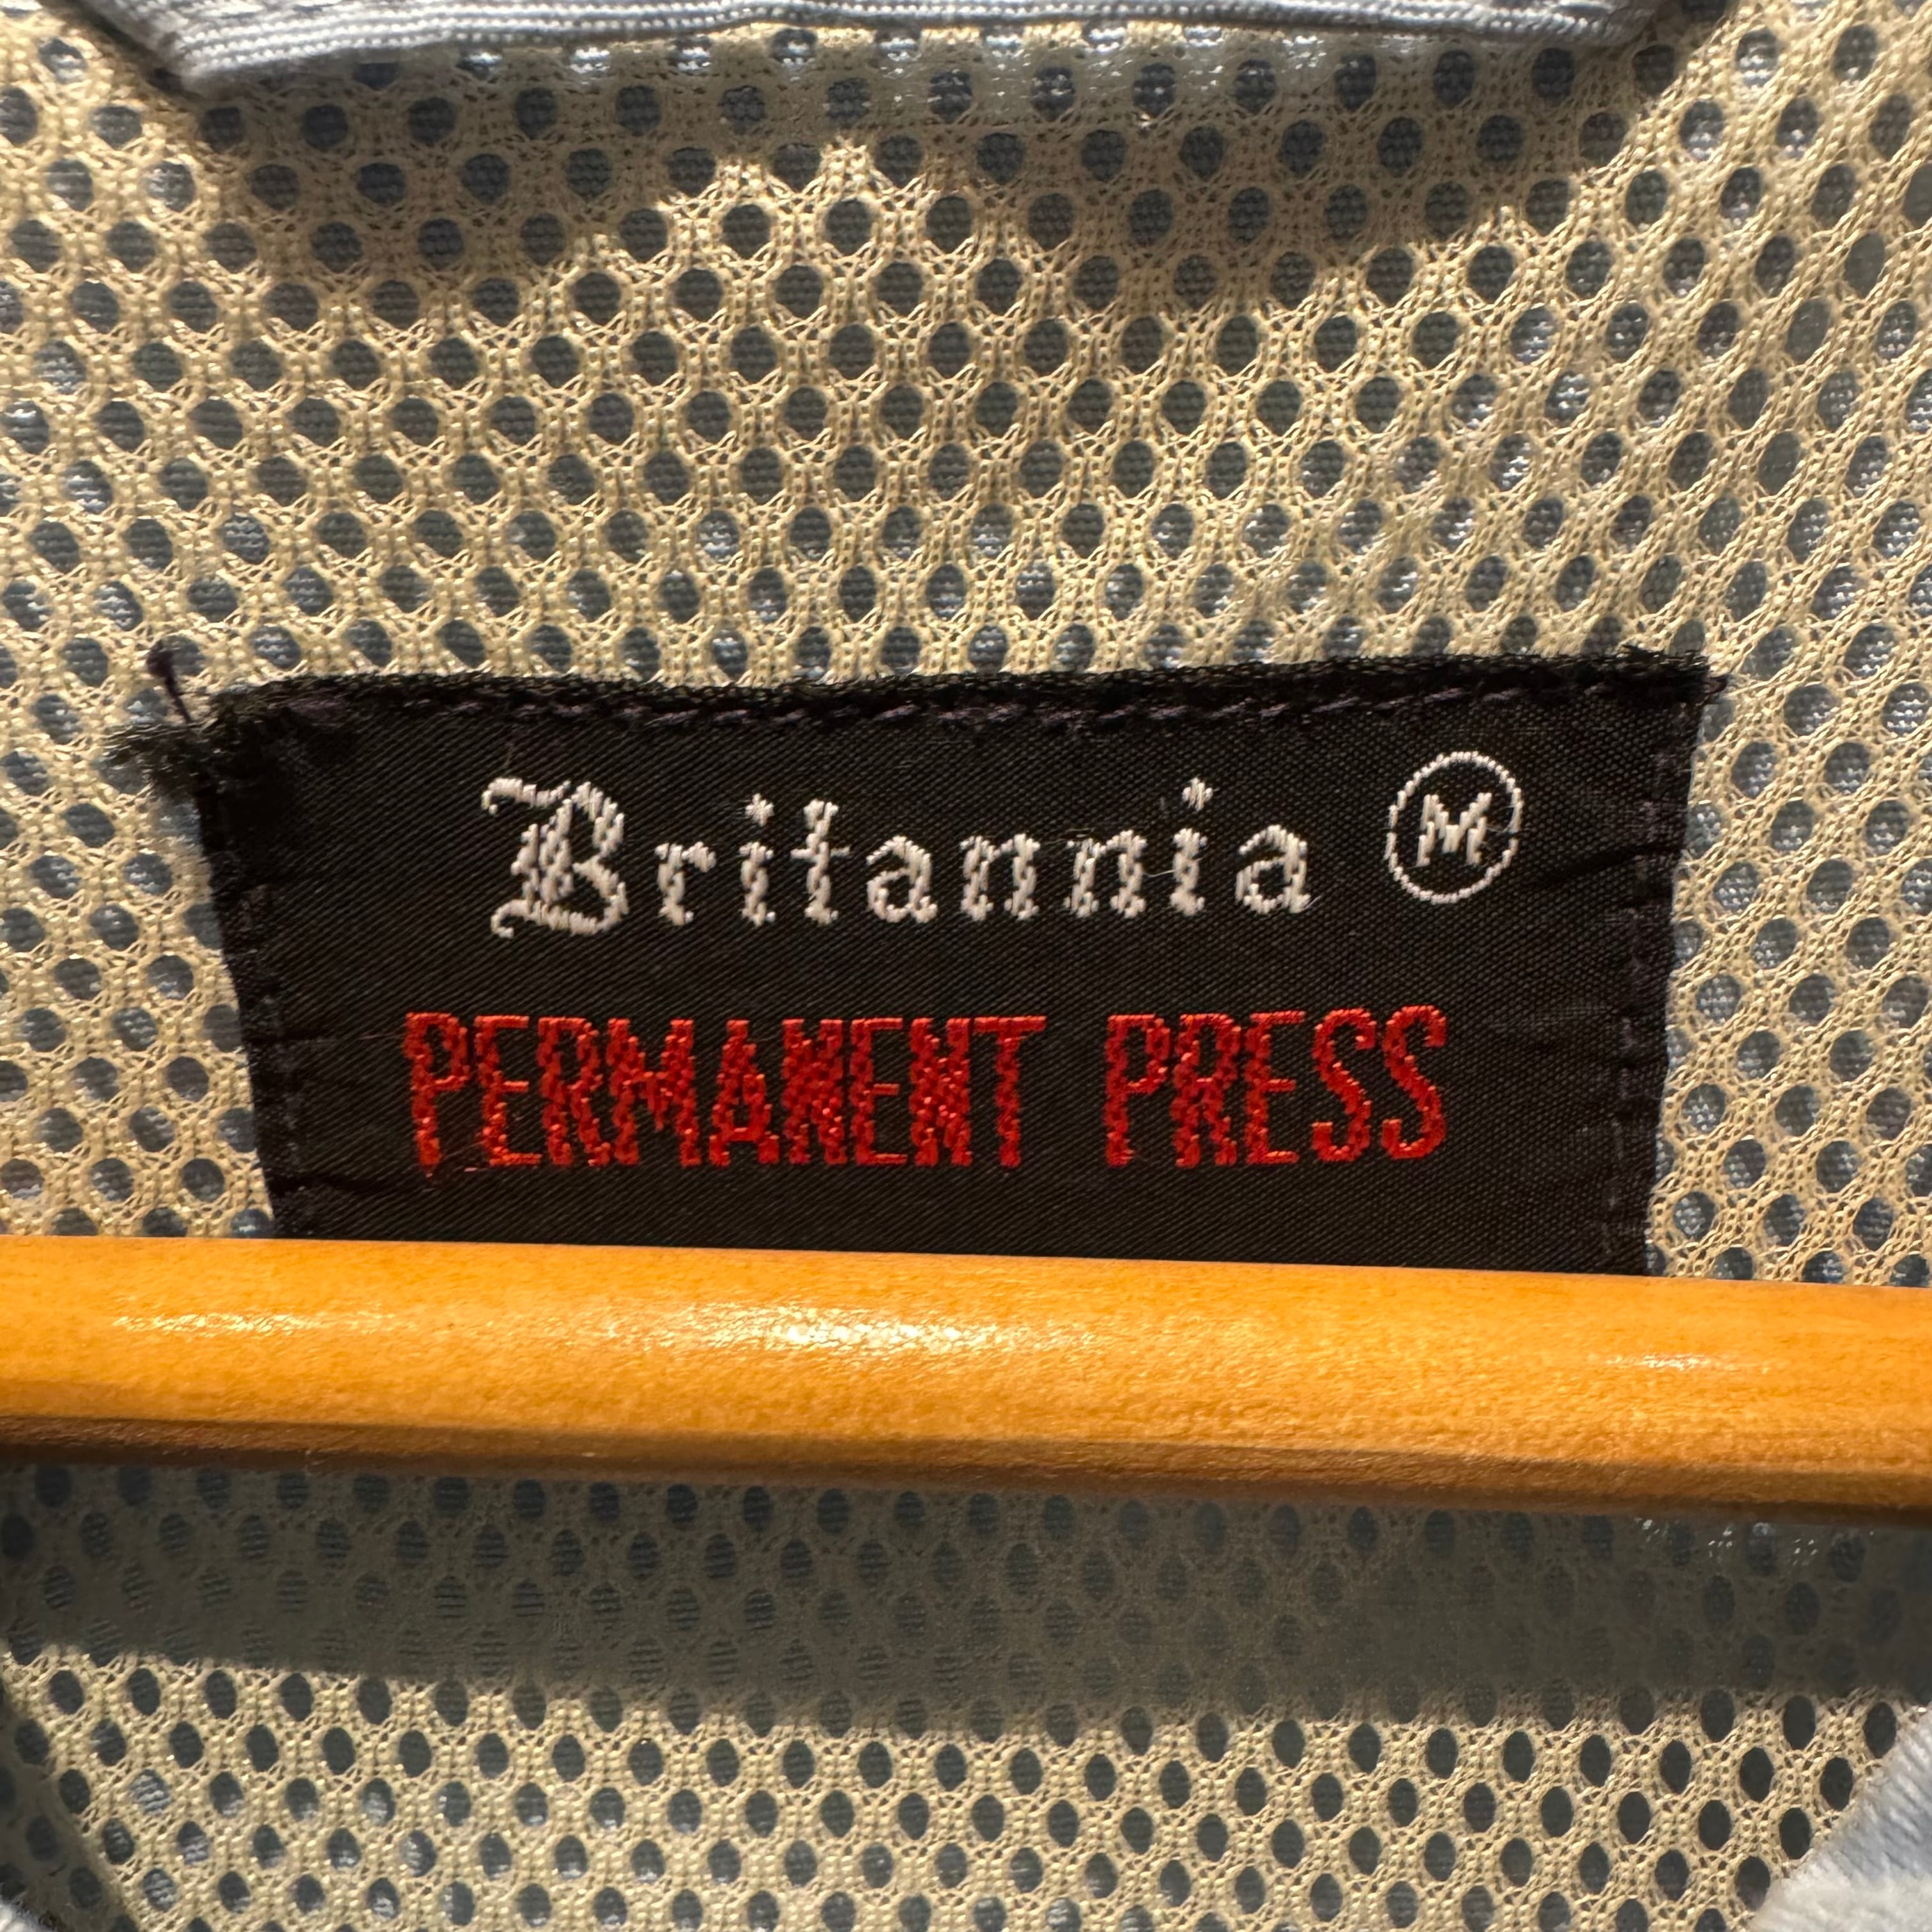 Britannia Ⓜ
PERMANENT PRESS